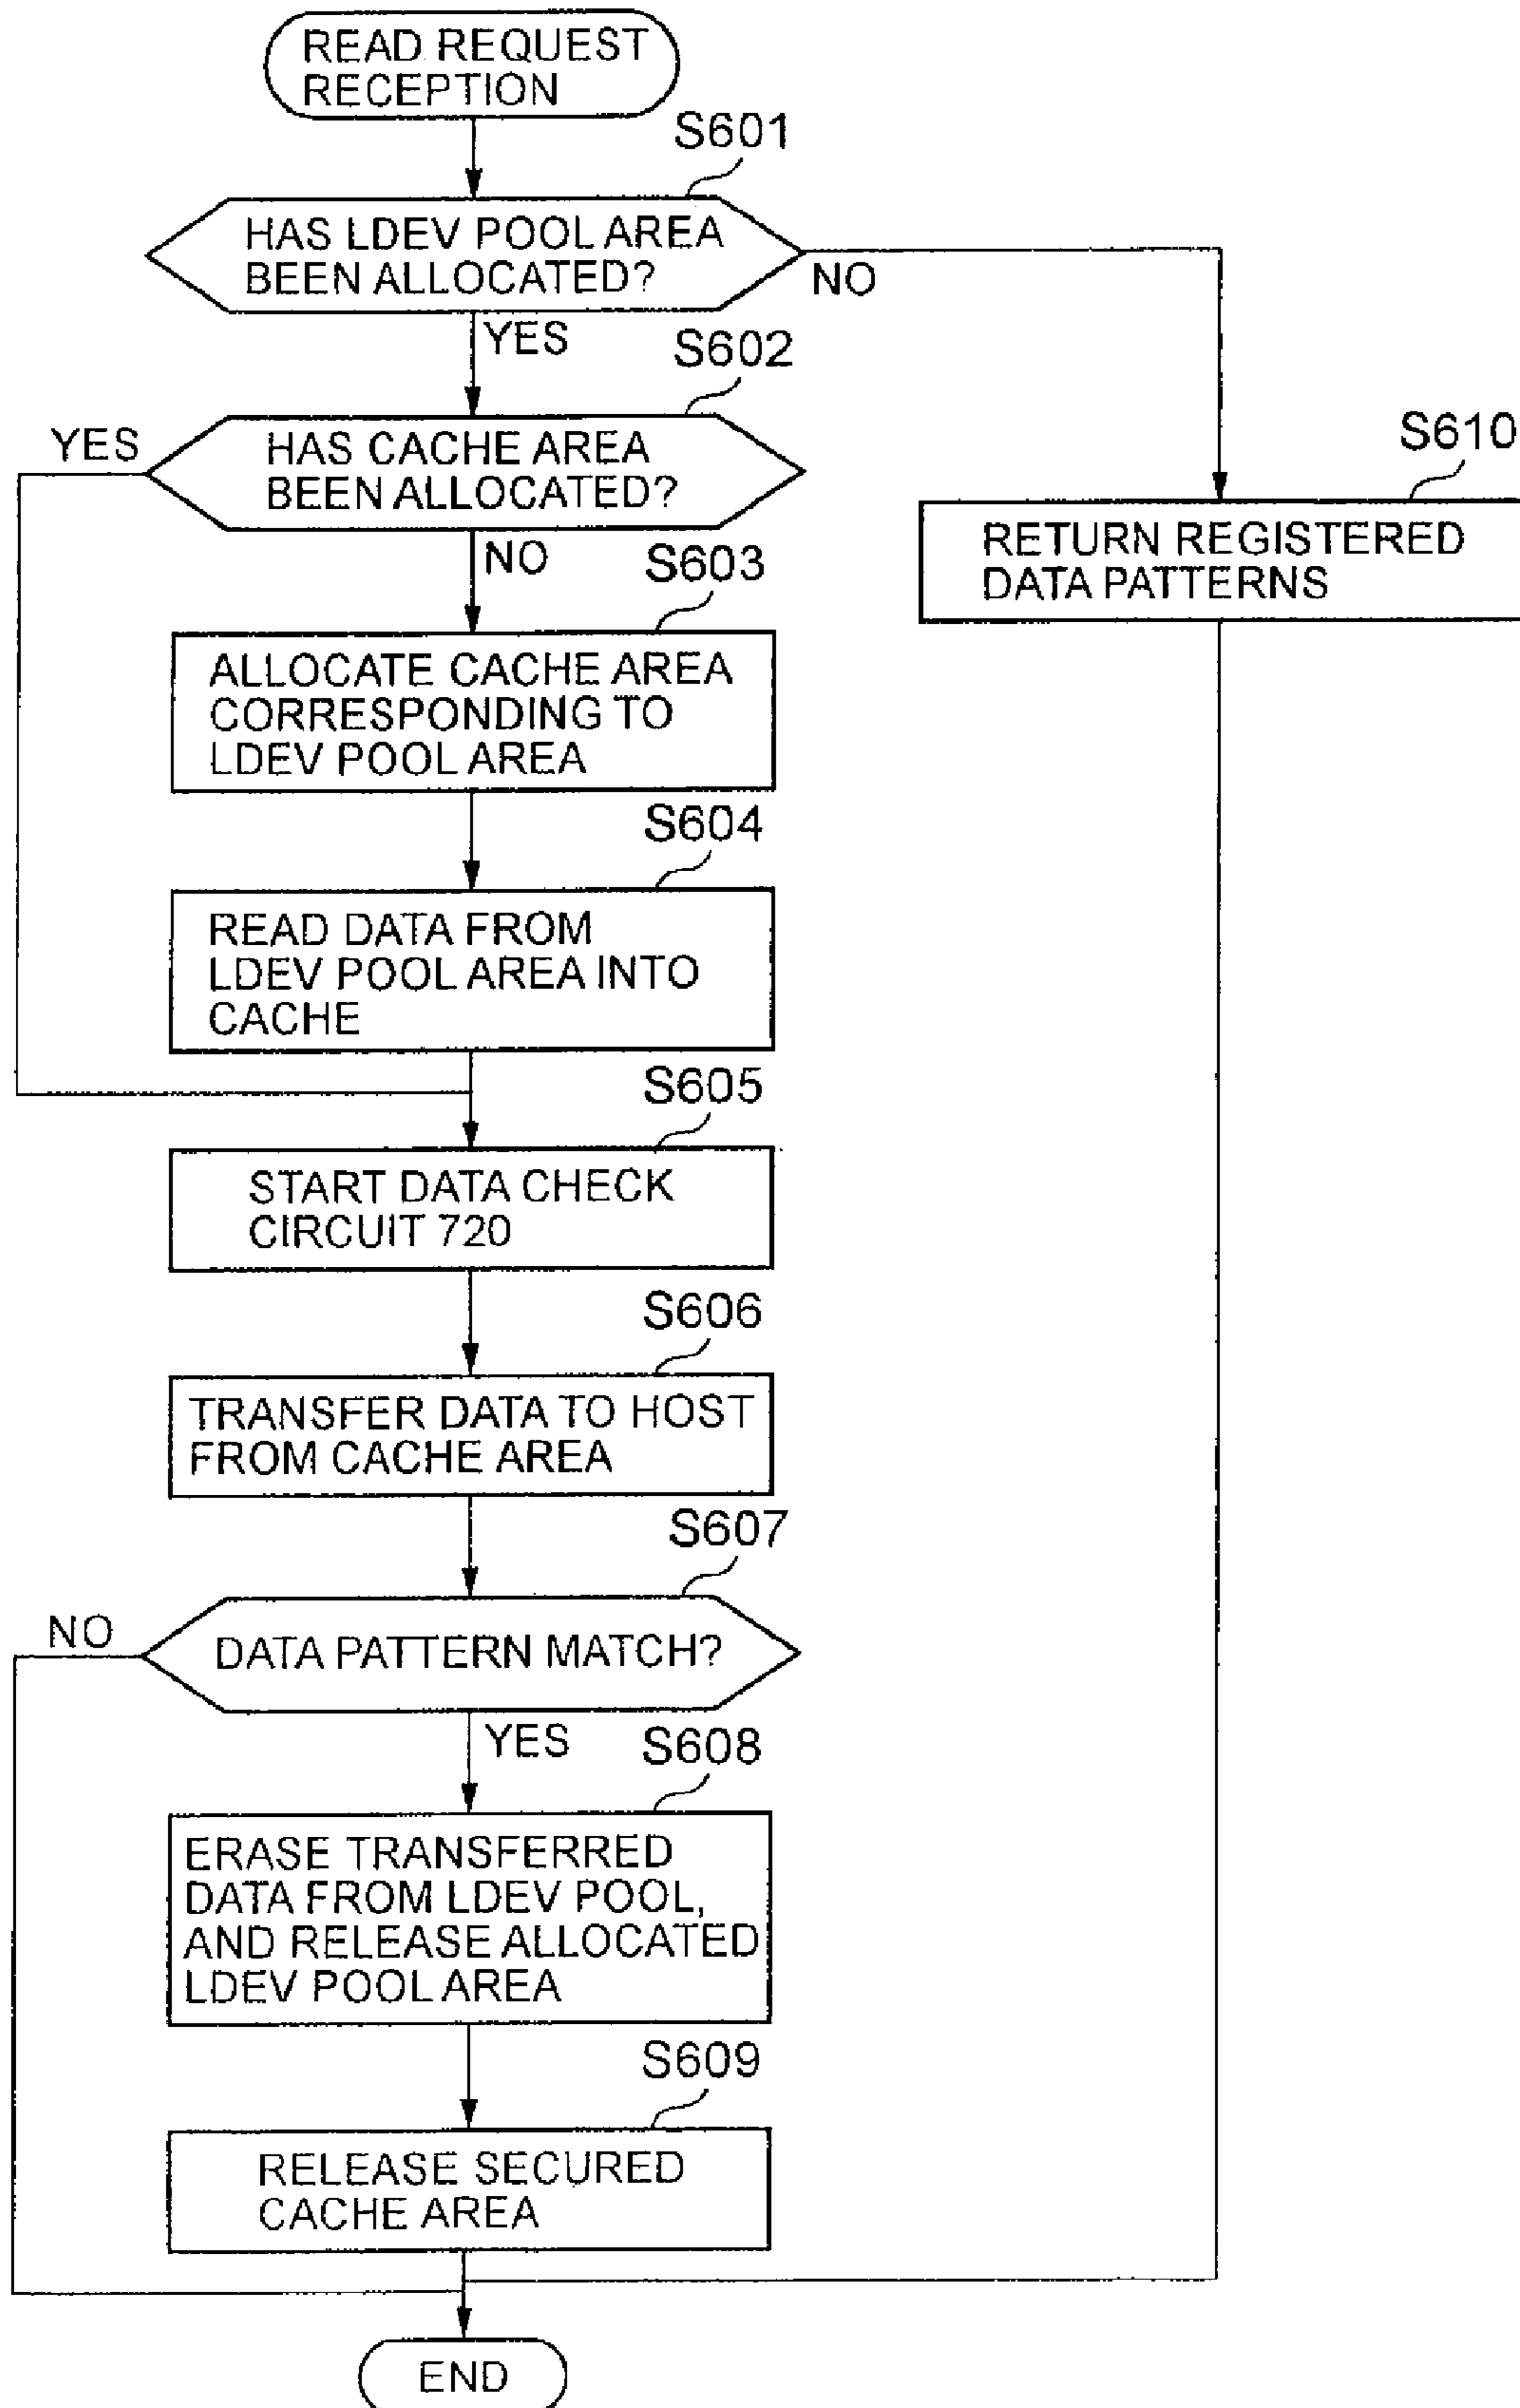 READ REQUEST
RECEPTION
S601
HAS LDEV POOL AREA
BEEN ALLOCATED?
NO
YES
S602
YES
HAS CACHE AREA
BEEN ALLOCATED?
S610
RETURN REGISTERED
DATA PATTERNS
NO
S603
ALLOCATE CACHE AREA
CORRESPONDING TO
LDEV POOL AREA
S604
READ DATA FROM
LDEV POOL AREA INTO
CACHE
S605
START DATA CHECK
CIRCUIT 720
S606
TRANSFER DATA TO HOST
FROM CACHE AREA
S607
NO
DATA PATTERN MATCH?
YES
S608
ERASE TRANSFERRED
DATA FROM LDEV POOL,
AND RELEASE ALLOCATED
LDEV POOL AREA
S609
RELEASE SECURED
CACHE AREA
END